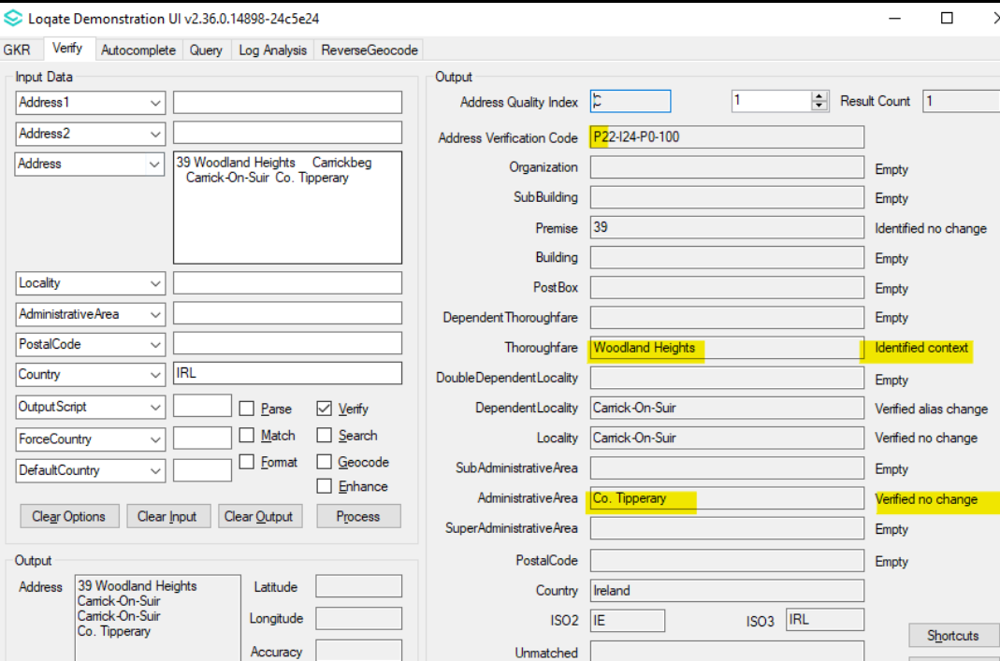 Loqate Demonstration UI v2.36.0.14898-24c5e24
GKR Verify Autocomplete Query Log Analysis ReverseGeocode
Input Data
Address1
Address2
Address 39 Woodland Heights Carrickbeg
Carrick-On-Suir Co. Tipperary
Locality
AdministrativeArea
PostalCode
Country IRL
OutputScript Parse Verify
ForceCountry Match Search
DefaultCountry Format Geocode
Enhance
Clear Options Clear Input Clear Output Process
Output
Address 39 Woodland Heights
Carrick-On-Suir
Carrick-On-Suir
Co. Tipperary
Latitude
Longitude
Accuracy
Output
Address Quality Index C 1 Result Count 1
Address Verification Code P22-I24-P0-100
Organization Empty
SubBuilding Empty
Premise 39 Identified no change
Building Empty
PostBox Empty
DependentThoroughfare Empty
Thoroughfare Woodland Heights Identified context
DoubleDependentLocality Empty
DependentLocality Carrick-On-Suir Verified alias change
Locality Carrick-On-Suir Verified no change
SubAdministrativeArea Empty
AdministrativeArea Co. Tipperary Verified no change
SuperAdministrativeArea Empty
PostalCode Empty
Country Ireland
ISO2 IE ISO3 IRL
Shortcuts
Unmatched